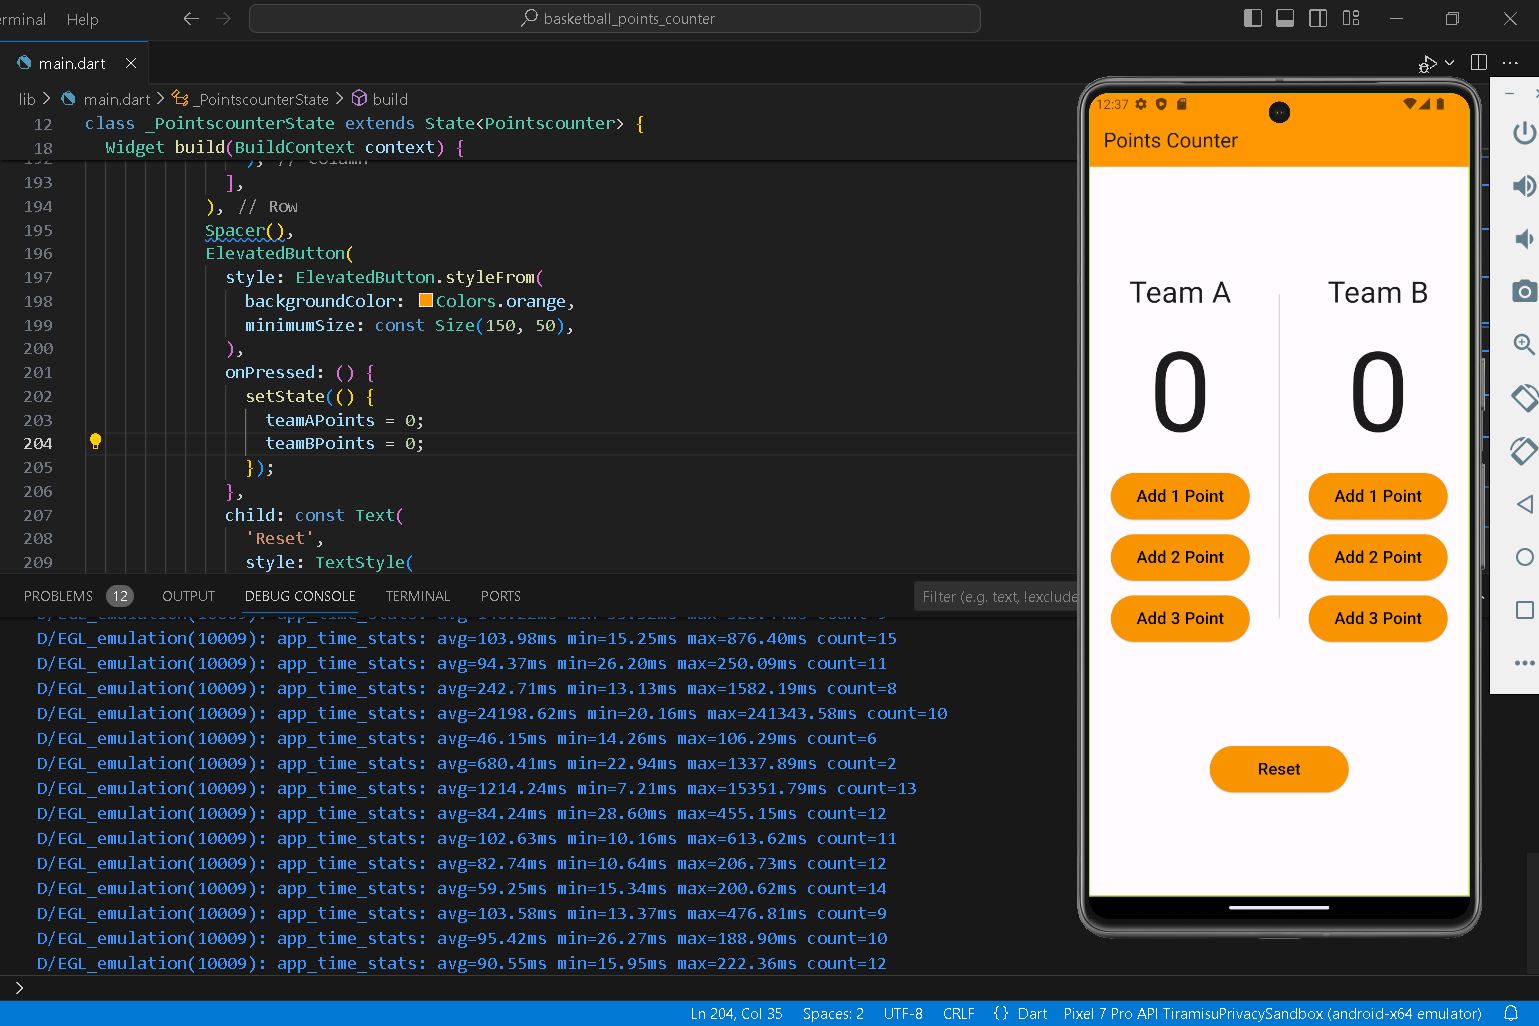 erminal Help
basketball_points_counter
main.dart
lib > main.dart > _PointscounterState > build
12 class _PointscounterState extends State<Pointscounter> {
18 Widget build(BuildContext context) {
192 ), // Column
193 ],
194 ), // Row
195 Spacer(),
196 ElevatedButton(
197 style: ElevatedButton.styleFrom(
198 backgroundColor: Colors.orange,
199 minimumSize: const Size(150, 50),
200 ),
201 onPressed: () {
202 setState(() {
203 teamAPoints = 0;
204 teamBPoints = 0;
205 });
206 },
207 child: const Text(
208 'Reset',
209 style: TextStyle(
PROBLEMS 12 OUTPUT DEBUG CONSOLE TERMINAL PORTS
Filter (e.g. text, !exclude
D/EGL_emulation(10009): app_time_stats: avg=103.98ms min=15.25ms max=876.40ms count=15
D/EGL_emulation(10009): app_time_stats: avg=94.37ms min=26.20ms max=250.09ms count=11
D/EGL_emulation(10009): app_time_stats: avg=242.71ms min=13.13ms max=1582.19ms count=8
D/EGL_emulation(10009): app_time_stats: avg=24198.62ms min=20.16ms max=241343.58ms count=10
D/EGL_emulation(10009): app_time_stats: avg=46.15ms min=14.26ms max=106.29ms count=6
D/EGL_emulation(10009): app_time_stats: avg=680.41ms min=22.94ms max=1337.89ms count=2
D/EGL_emulation(10009): app_time_stats: avg=1214.24ms min=7.21ms max=15351.79ms count=13
D/EGL_emulation(10009): app_time_stats: avg=84.24ms min=28.60ms max=455.15ms count=12
D/EGL_emulation(10009): app_time_stats: avg=102.63ms min=10.16ms max=613.62ms count=11
D/EGL_emulation(10009): app_time_stats: avg=82.74ms min=10.64ms max=206.73ms count=12
D/EGL_emulation(10009): app_time_stats: avg=59.25ms min=15.34ms max=200.62ms count=14
D/EGL_emulation(10009): app_time_stats: avg=103.58ms min=13.37ms max=476.81ms count=9
D/EGL_emulation(10009): app_time_stats: avg=95.42ms min=26.27ms max=188.90ms count=10
D/EGL_emulation(10009): app_time_stats: avg=90.55ms min=15.95ms max=222.36ms count=12
>
Ln 204, Col 35 Spaces: 2 UTF-8 CRLF {} Dart Pixel 7 Pro API TiramisuPrivacySandbox (android-x64 emulator)
12:37
Points Counter
Team A Team B
0 0
Add 1 Point Add 1 Point
Add 2 Point Add 2 Point
Add 3 Point Add 3 Point
Reset